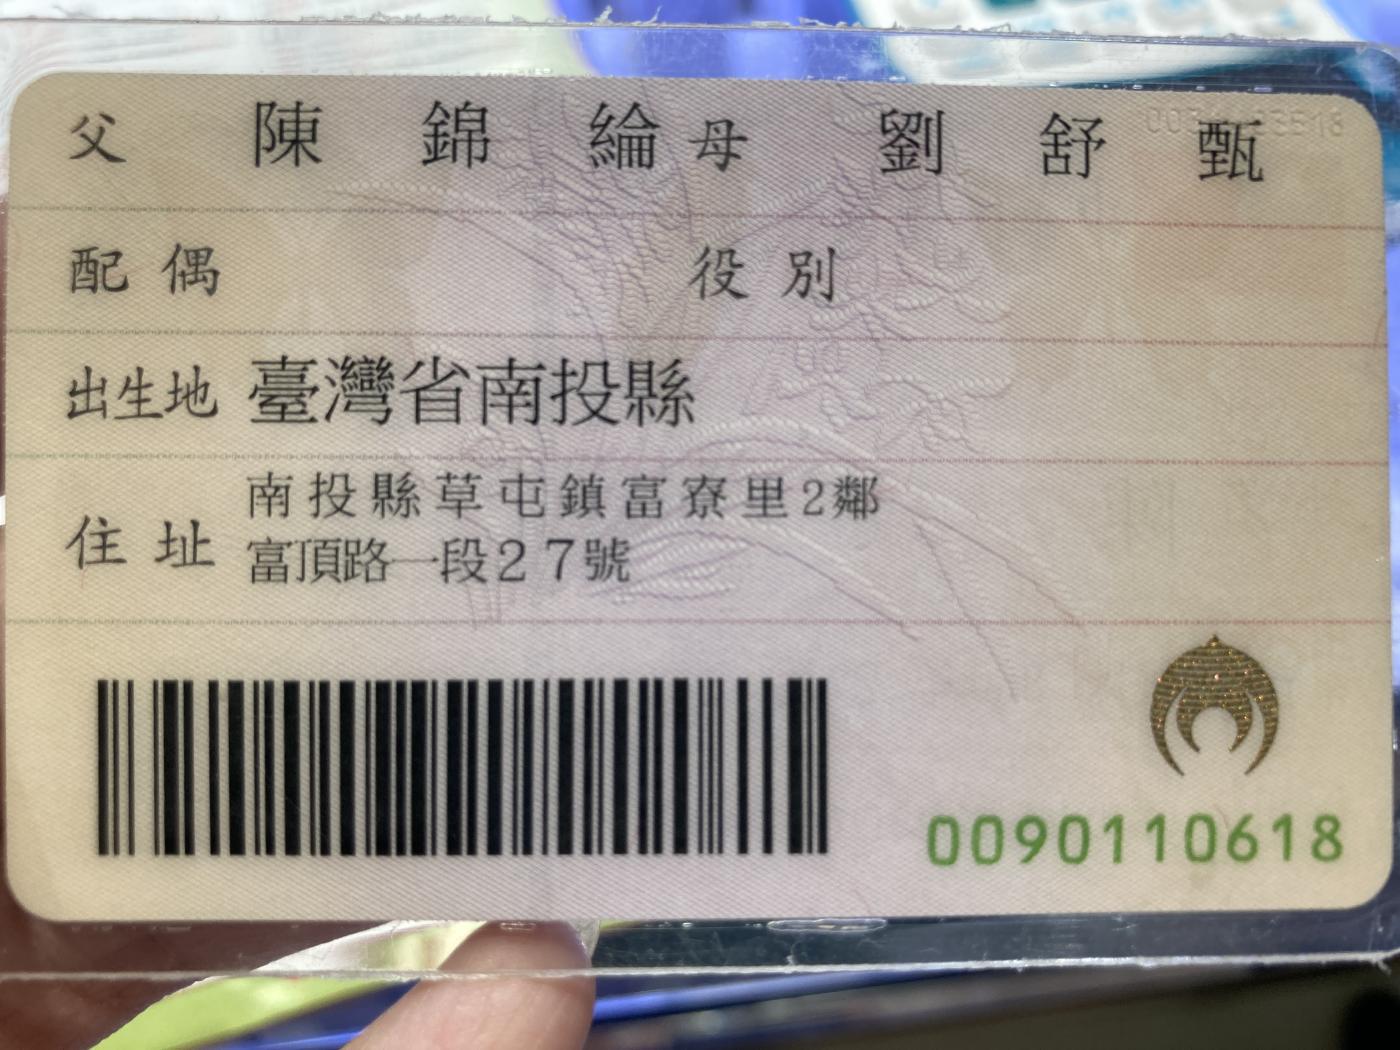 父 陳錦綸 母 劉舒甄
配偶 役別
出生地 臺灣省南投縣
住址 南投縣草屯鎮富寮里2鄰
富頂路一段27號
0090110618